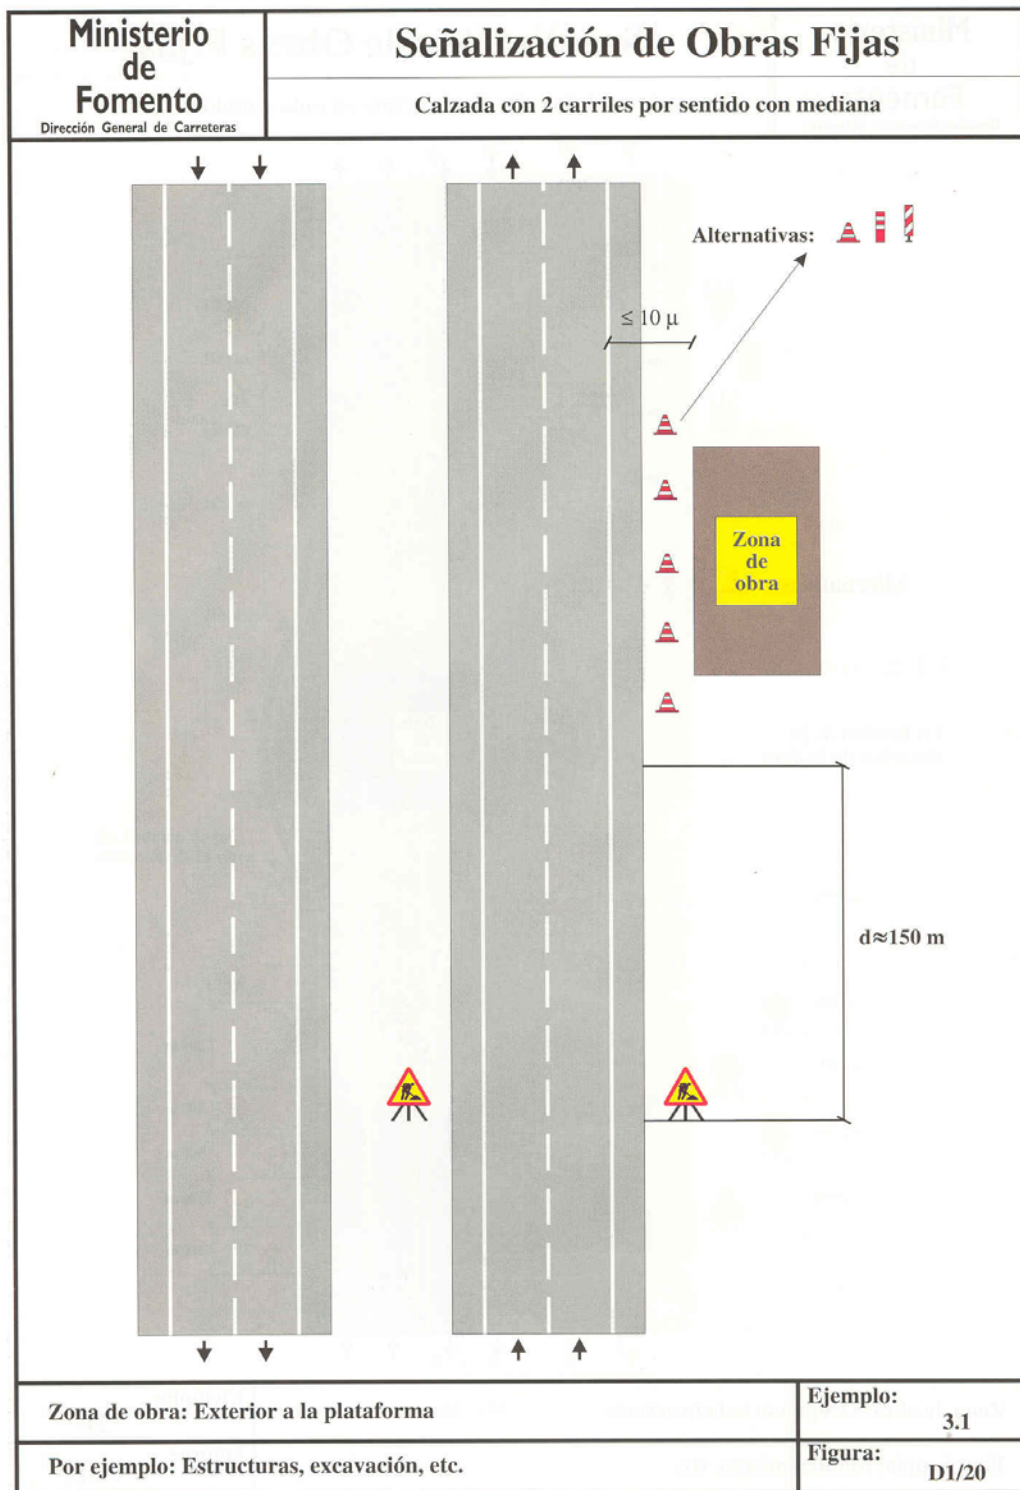 Ministerio
de
Fomento
Dirección General de Carreteras
Señalización de Obras Fijas
Calzada con 2 carriles por sentido con mediana
Alternativas:
≤ 10 μ
Zona
de
obra
d≈150 m
Zona de obra: Exterior a la plataforma
Ejemplo:
3.1
Por ejemplo: Estructuras, excavación, etc.
Figura:
D1/20